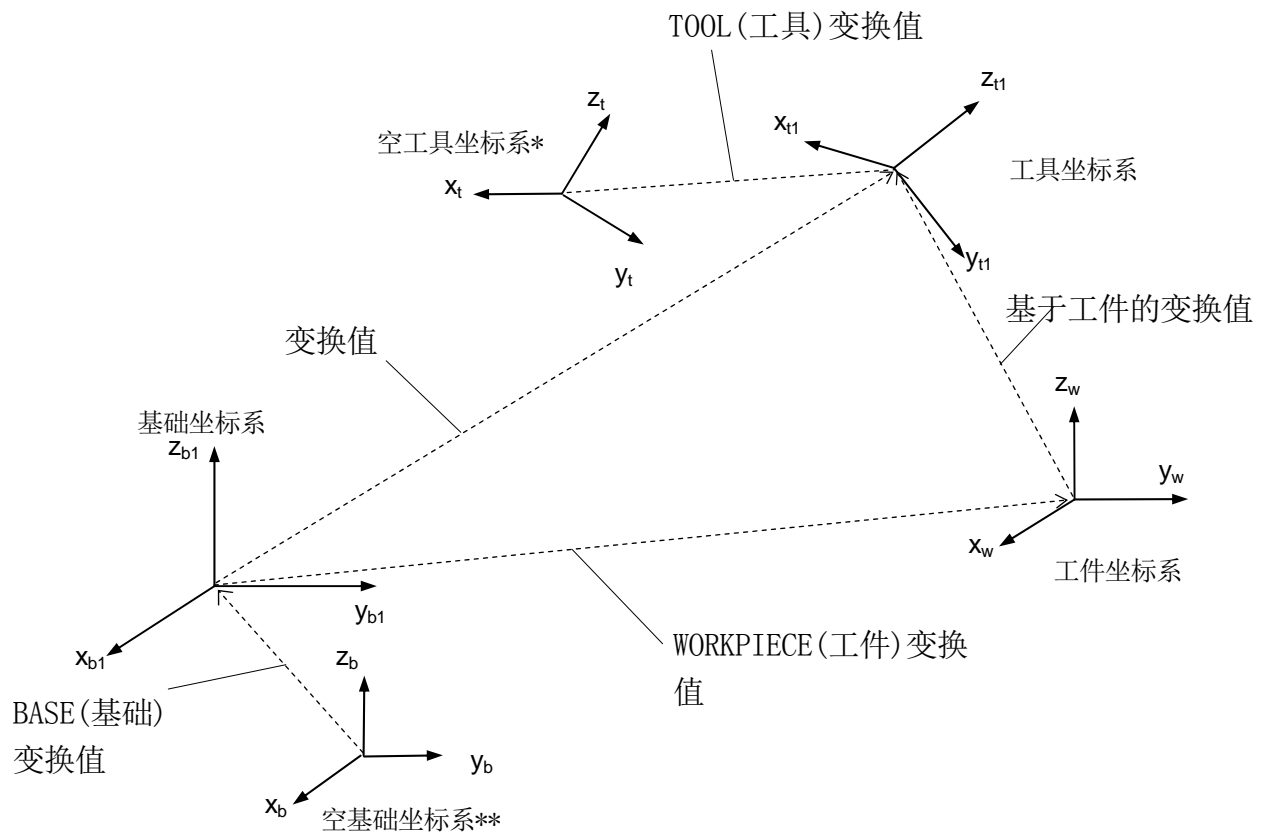 TOOL(工具)变换值
z_t1
z_t
x_t1
空工具坐标系*
工具坐标系
x_t
y_t1
y_t
基于工件的变换值
变换值
z_w
基础坐标系
z_b1
y_w
x_w
工件坐标系
y_b1
x_b1
WORKPIECE(工件)变换
值
z_b
BASE(基础)
变换值
y_b
x_b
空基础坐标系**